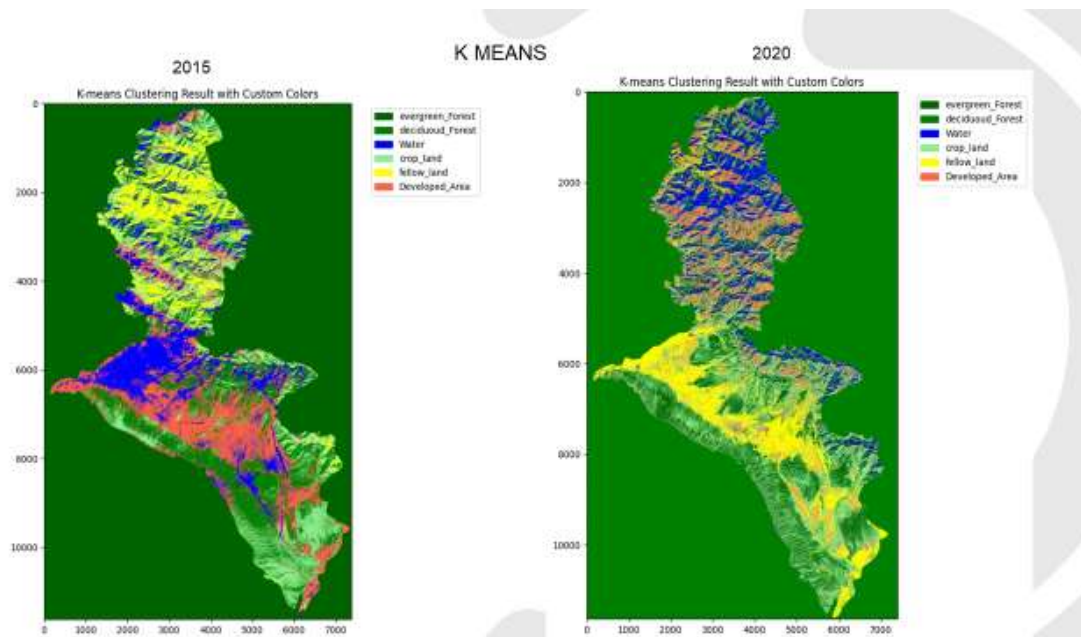 K MEANS
2015
K-means Clustering Result with Custom Colors
0
2000
4000
6000
8000
10000
0 1000 2000 3000 4000 5000 6000 7000
evergreen_Forest
deciduoud_Forest
Water
crop_land
fellow_land
Developed_Area
2020
K-means Clustering Result with Custom Colors
0
2000
4000
6000
8000
10000
0 1000 2000 3000 4000 5000 6000 7000
evergreen_Forest
deciduoud_Forest
Water
crop_land
fellow_land
Developed_Area